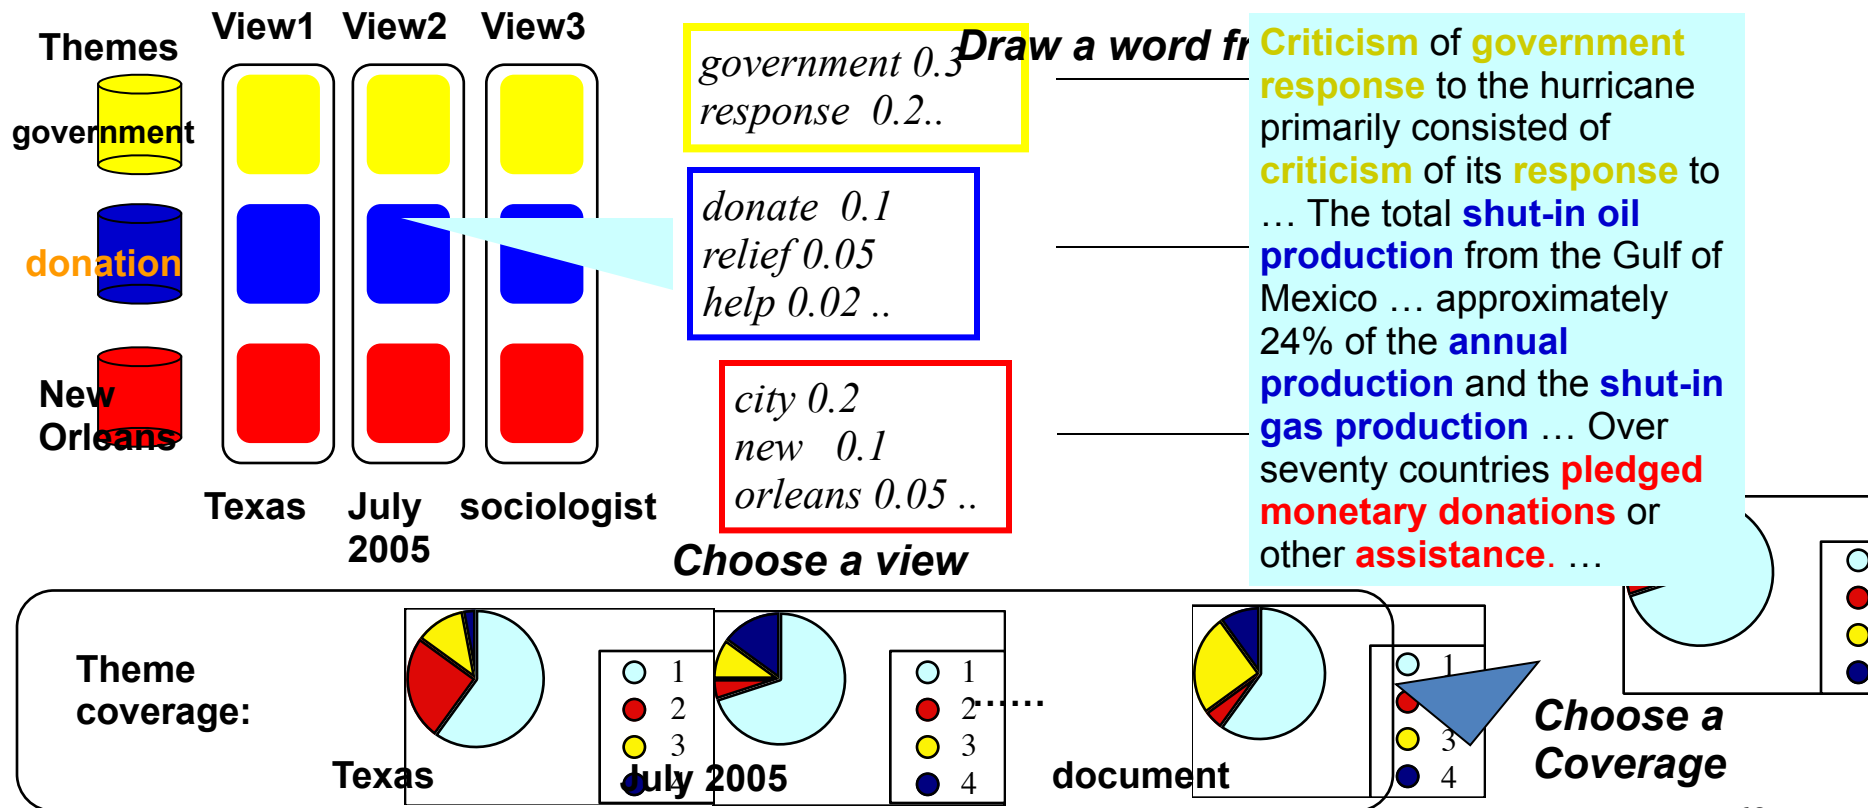 View1 View2 View3
Themes
government
donation
New
Orleans
Texas July
2005 sociologist
government 0.3
response 0.2..
donate 0.1
relief 0.05
help 0.02 ..
city 0.2
new 0.1
orleans 0.05 ..
Draw a word fr
Criticism of government
response to the hurricane
primarily consisted of
criticism of its response to
… The total shut-in oil
production from the Gulf of
Mexico … approximately
24% of the annual
production and the shut-in
gas production … Over
seventy countries pledged
monetary donations or
other assistance. …
Choose a view
Theme
coverage:
1
2
3
4
Texas
1
2
3
4
July 2005
……
1
3
4
document
Choose a
Coverage